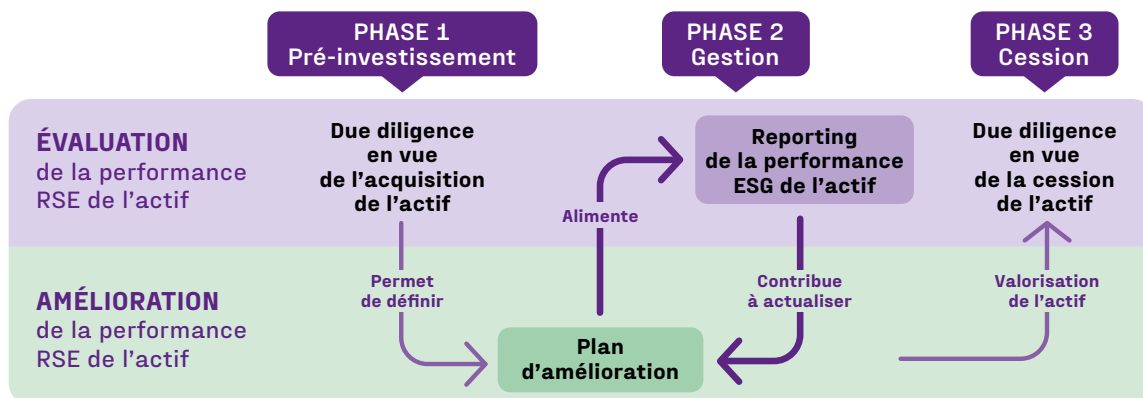 PHASE 1
Pré-investissement
PHASE 2
Gestion
PHASE 3
Cession
ÉVALUATION
de la performance
RSE de l’actif
Due diligence
en vue
de l’acquisition
de l’actif
Reporting
de la performance
ESG de l’actif
Due diligence
en vue
de la cession
de l’actif
Alimente
AMÉLIORATION
de la performance
RSE de l’actif
Permet
de définir
Contribue
à actualiser
Valorisation
de l’actif
Plan
d’amélioration